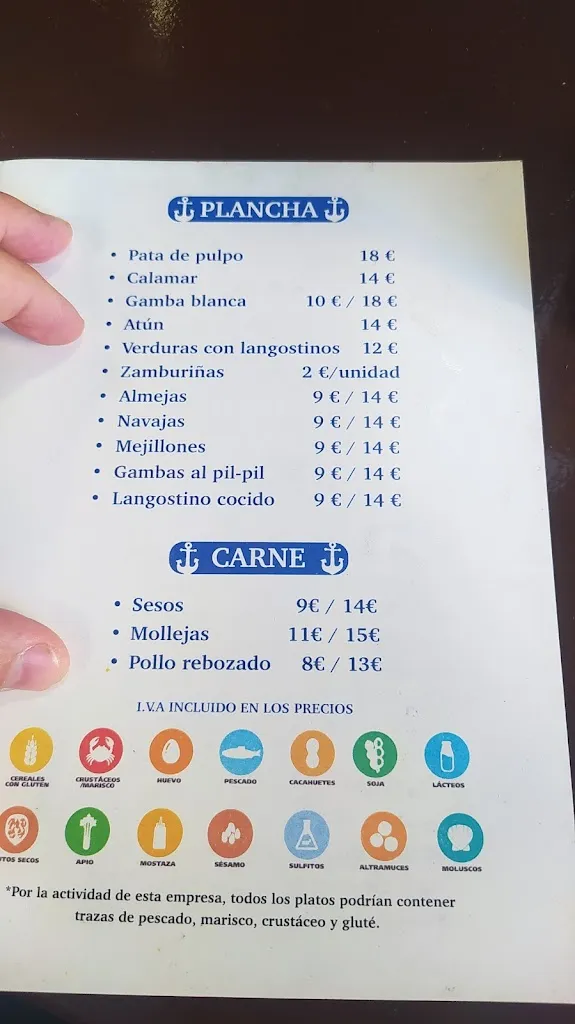 PLANCHA
• Pata de pulpo 18 €
• Calamar 14 €
• Gamba blanca 10 € / 18 €
• Atún 14 €
• Verduras con langostinos 12 €
• Zamburiñas 2 €/unidad
• Almejas 9 € / 14 €
• Navajas 9 € / 14 €
• Mejillones 9 € / 14 €
• Gambas al pil-pil 9 € / 14 €
• Langostino cocido 9 € / 14 €
CARNE
• Sesos 9€ / 14€
• Mollejas 11€ / 15€
• Pollo rebozado 8€ / 13€
I.V.A INCLUIDO EN LOS PRECIOS
CEREALES CRUSTÁCEOS HUEVO PESCADO CACAHUETES SOJA LÁCTEOS
CON GLUTEN /MARISCO
TOS SECOS APIO MOSTAZA SÉSAMO SULFITOS ALTRAMUCES MOLUSCOS
*Por la actividad de esta empresa, todos los platos podrían contener
trazas de pescado, marisco, crustáceo y gluté.